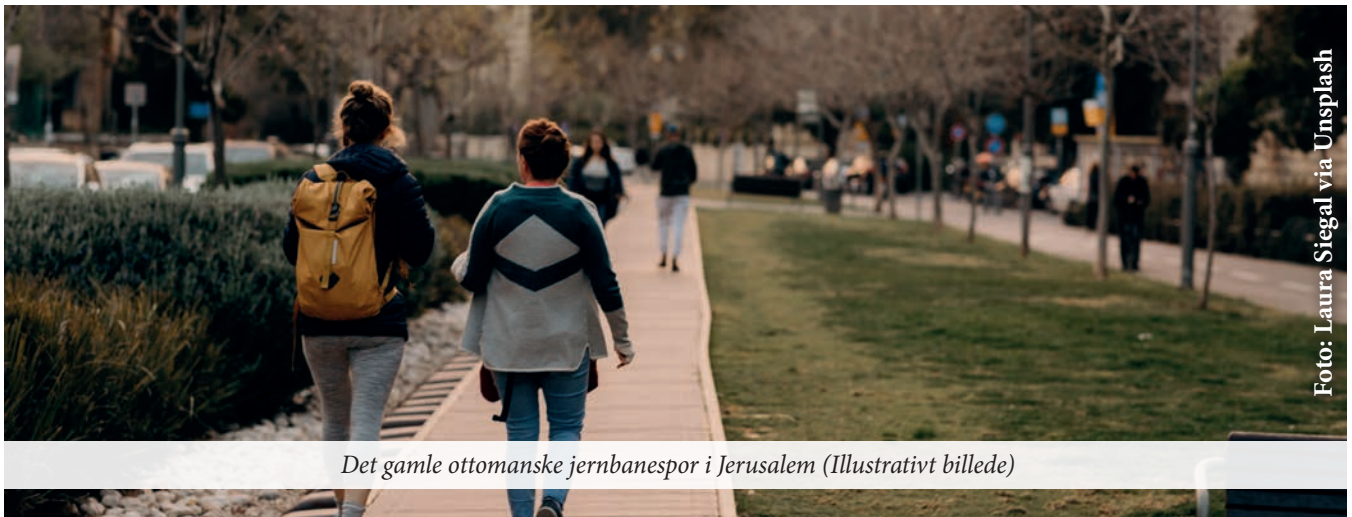 Foto: Laura Siegal via Unsplash
Det gamle ottomanske jernbanespor i Jerusalem (Illustrativt billede)